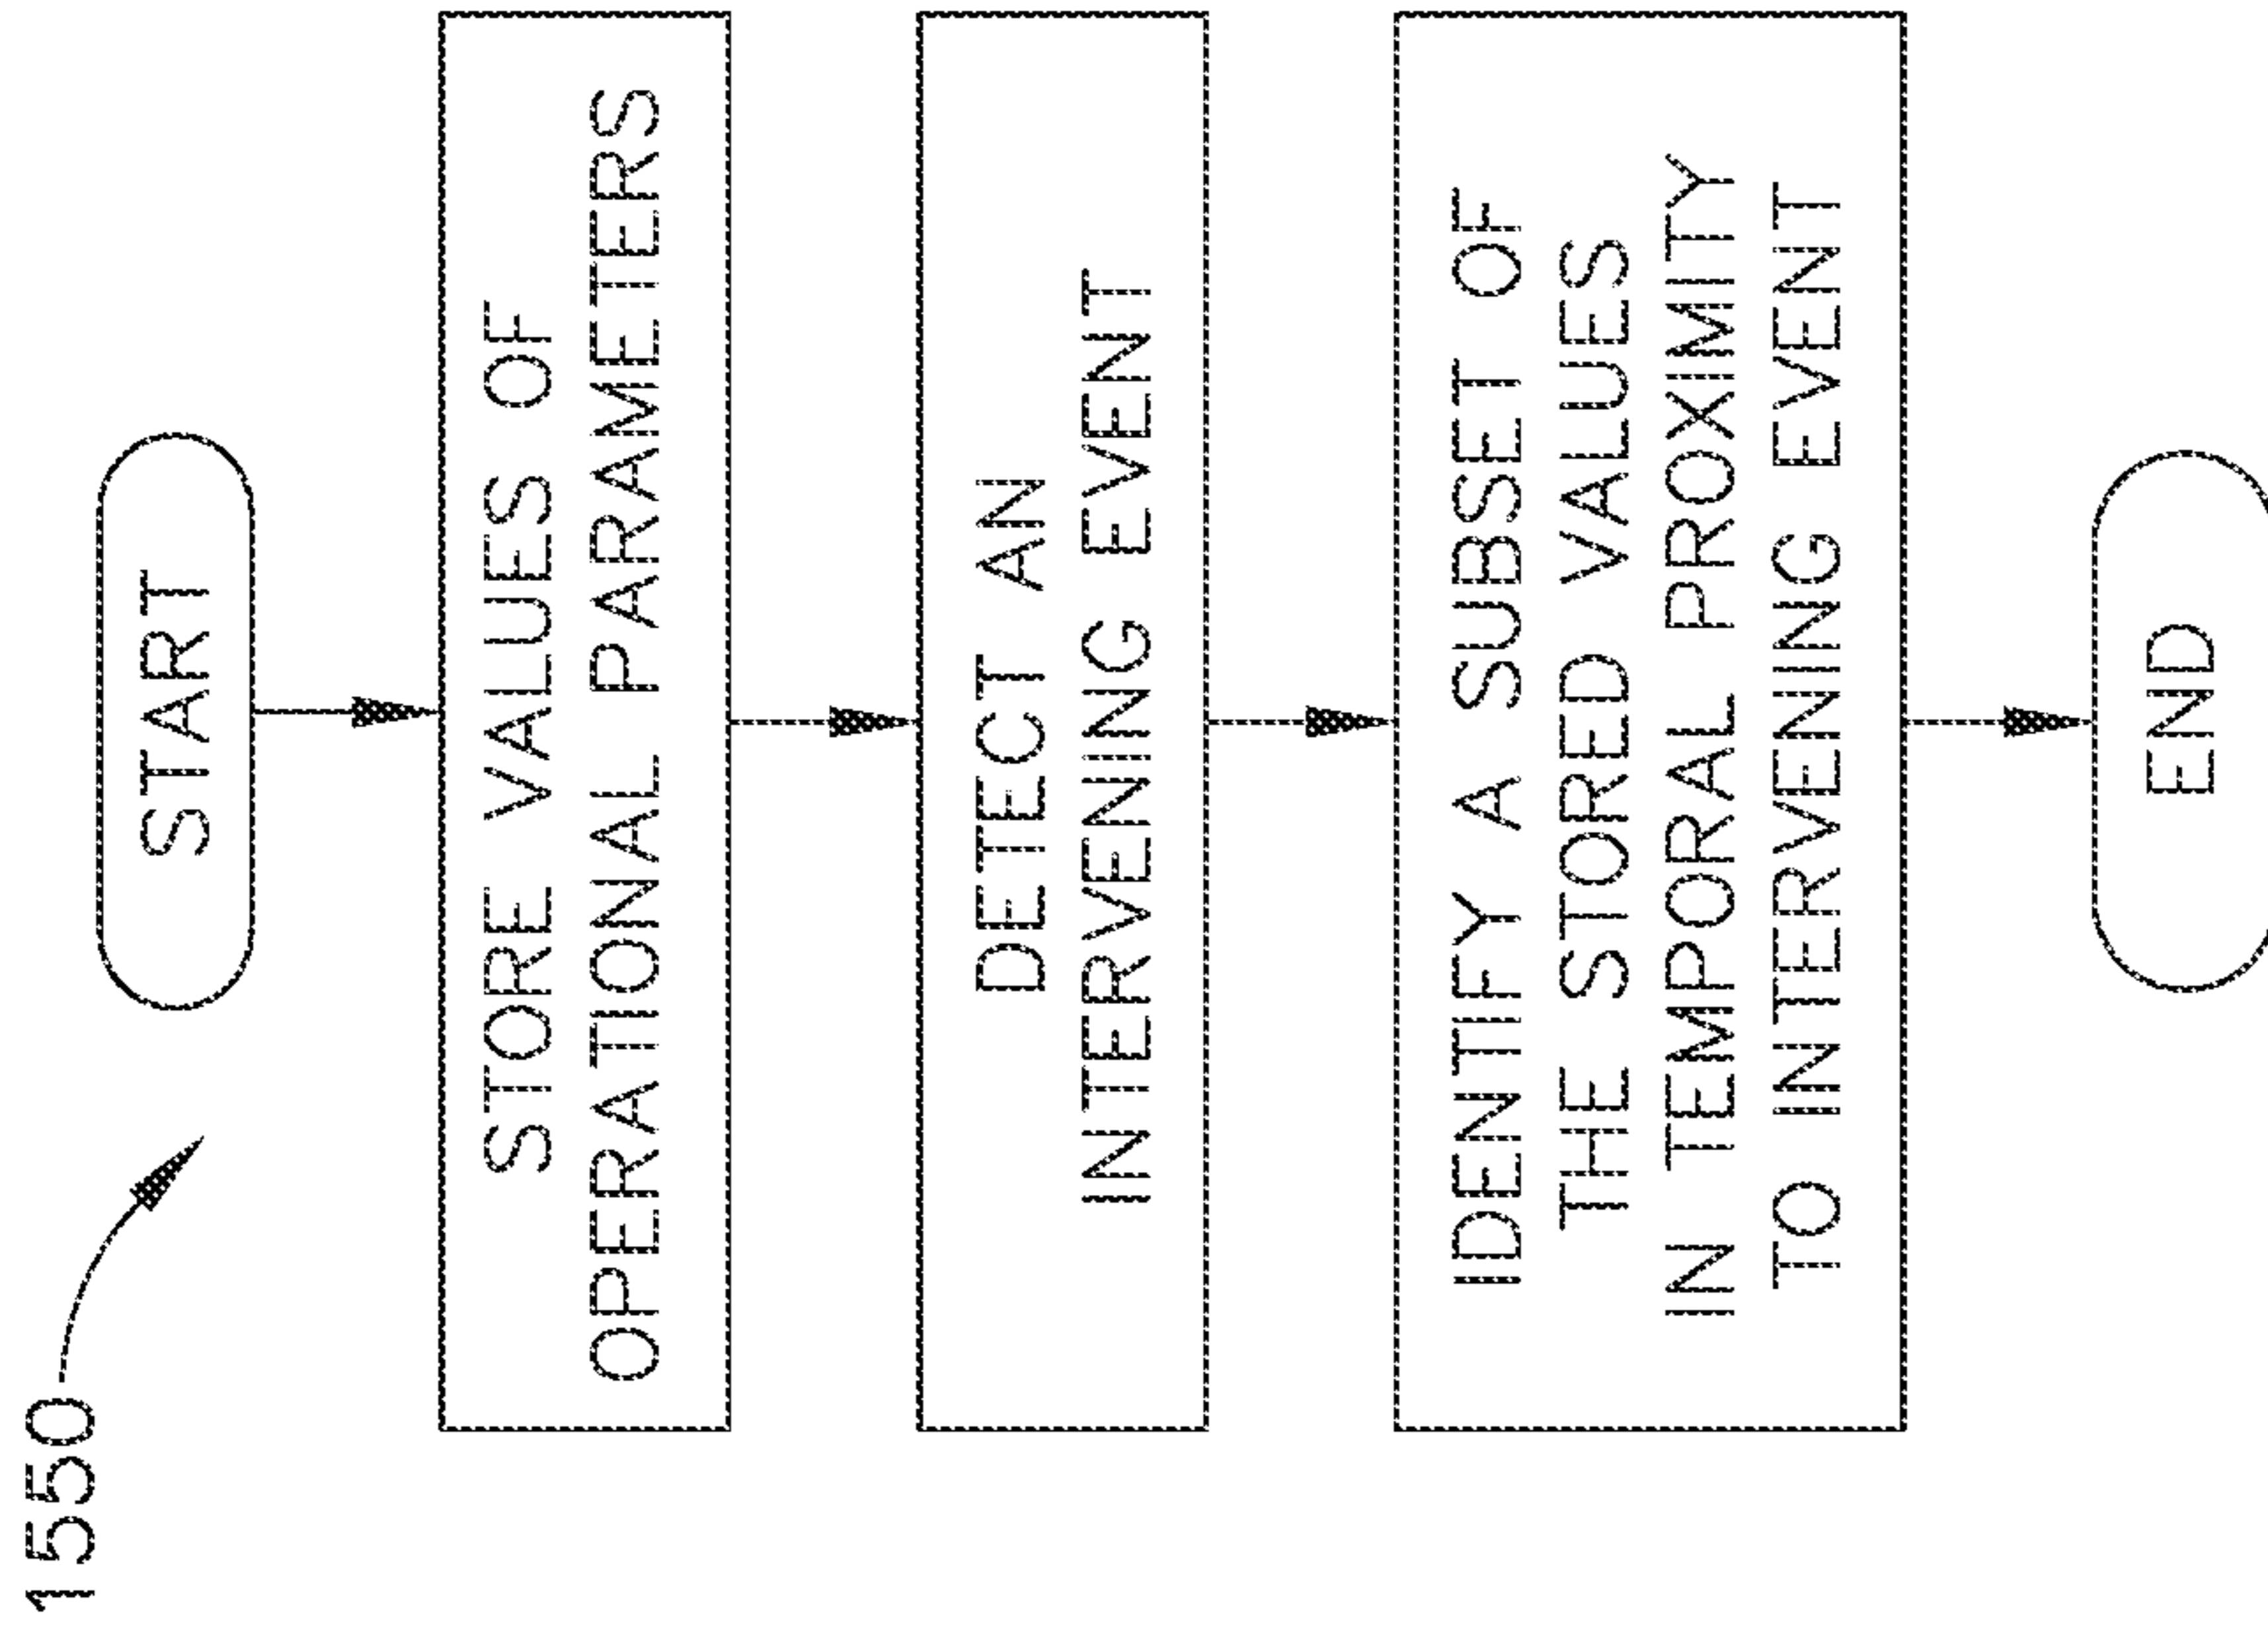 1550
START
STORE VALUES OF
OPERATIONAL PARAMETERS
DETECT AN
INTERVENING EVENT
IDENTIFY A SUBSET OF
THE STORED VALUES
IN TEMPORAL PROXIMITY
TO INTERVENING EVENT
END